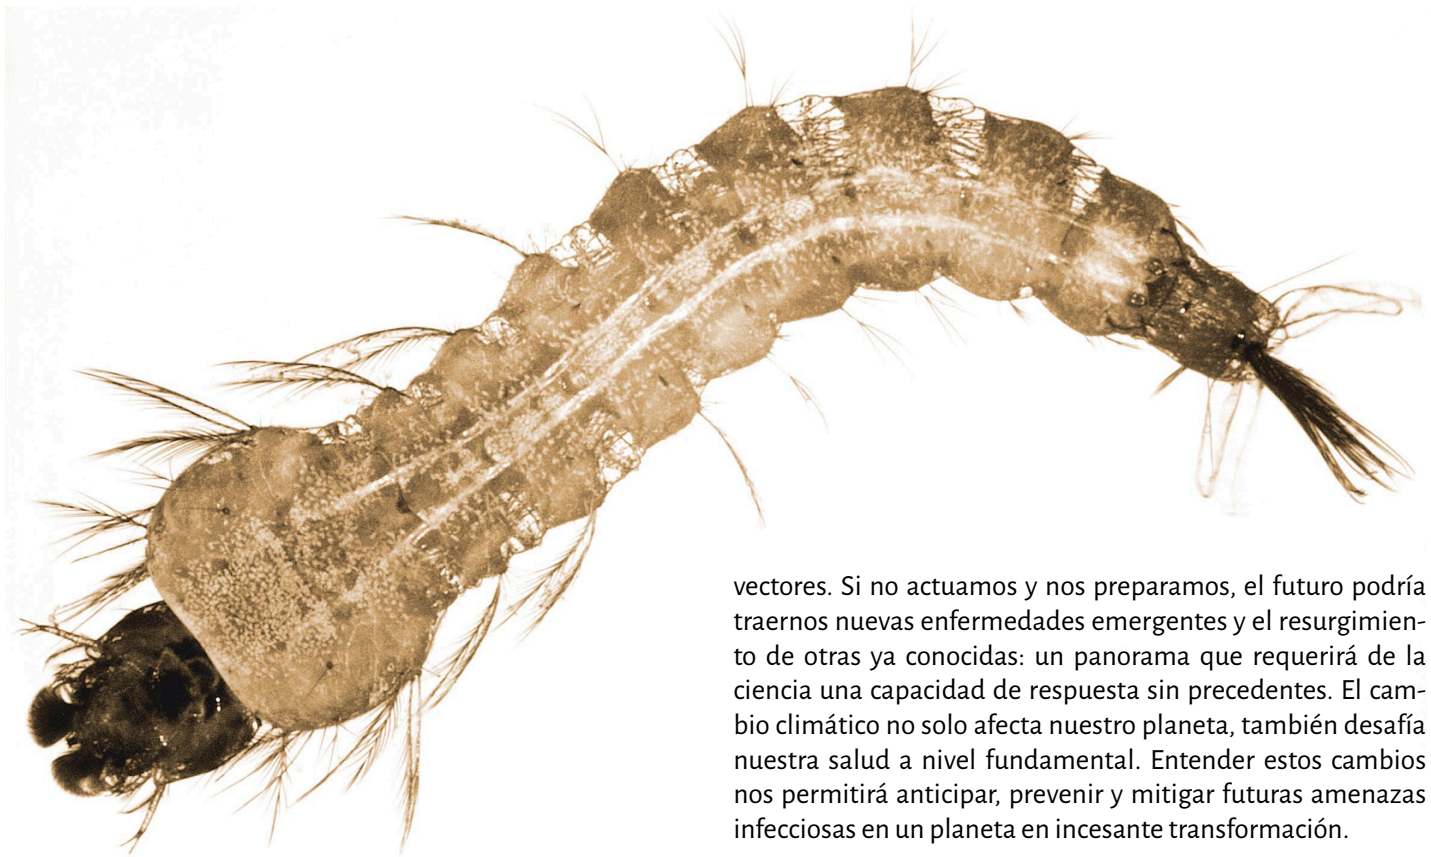 vectores. Si no actuamos y nos preparamos, el futuro podría
traernos nuevas enfermedades emergentes y el resurgimien-
to de otras ya conocidas: un panorama que requerirá de la
ciencia una capacidad de respuesta sin precedentes. El cam-
bio climático no solo afecta nuestro planeta, también desafía
nuestra salud a nivel fundamental. Entender estos cambios
nos permitirá anticipar, prevenir y mitigar futuras amenazas
infecciosas en un planeta en incesante transformación.